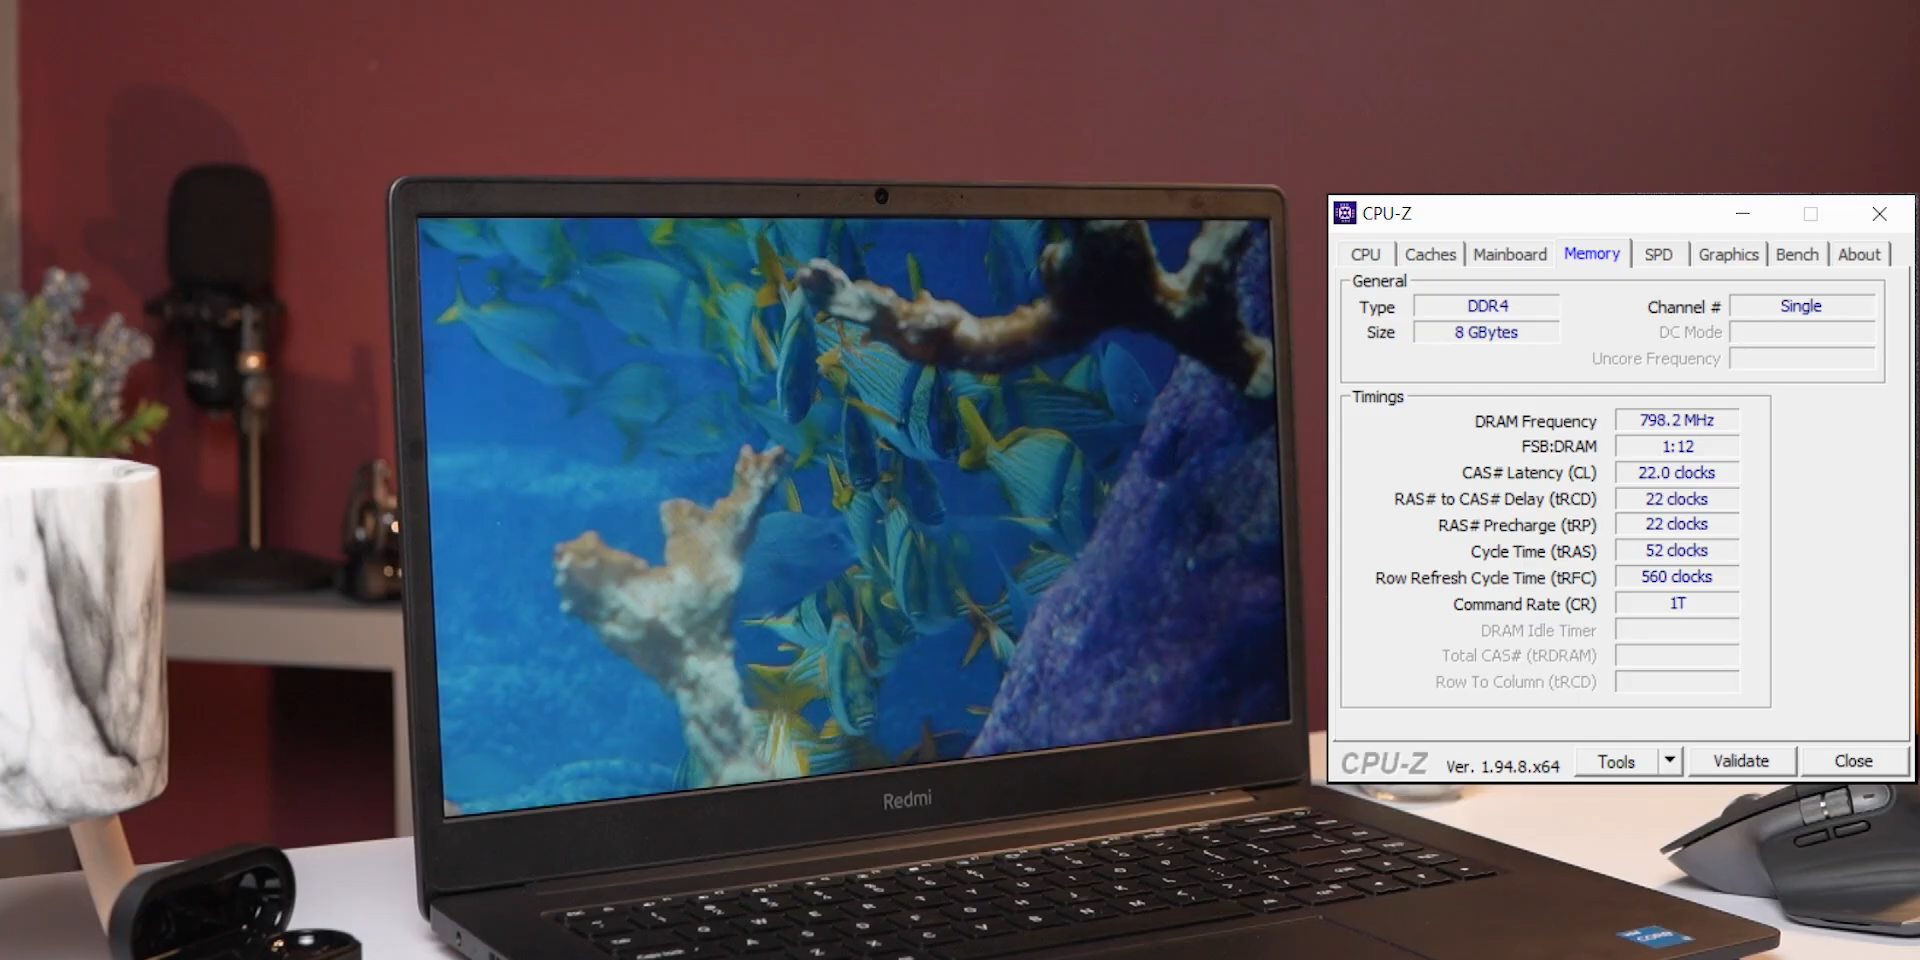 CPU-Z
CPU Caches Mainboard Memory SPD Graphics Bench About
General
Type DDR4 Channel # Single
Size 8 GBytes DC Mode
Uncore Frequency
Timings
DRAM Frequency 798.2 MHz
FSB:DRAM 1:12
CAS# Latency (CL) 22.0 clocks
RAS# to CAS# Delay (tRCD) 22 clocks
RAS# Precharge (tRP) 22 clocks
Cycle Time (tRAS) 52 clocks
Row Refresh Cycle Time (tRFC) 560 clocks
Command Rate (CR) 1T
DRAM Idle Timer
Total CAS# (tRDRAM)
Row To Column (tRCD)
CPU-Z Ver. 1.94.8.x64 Tools Validate Close
Redmi
CORE